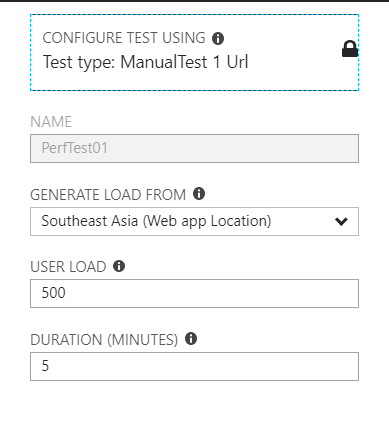 CONFIGURE TEST USING
Test type: ManualTest 1 Url
NAME
PerfTest01
GENERATE LOAD FROM
Southeast Asia (Web app Location)
USER LOAD
500
DURATION (MINUTES)
5